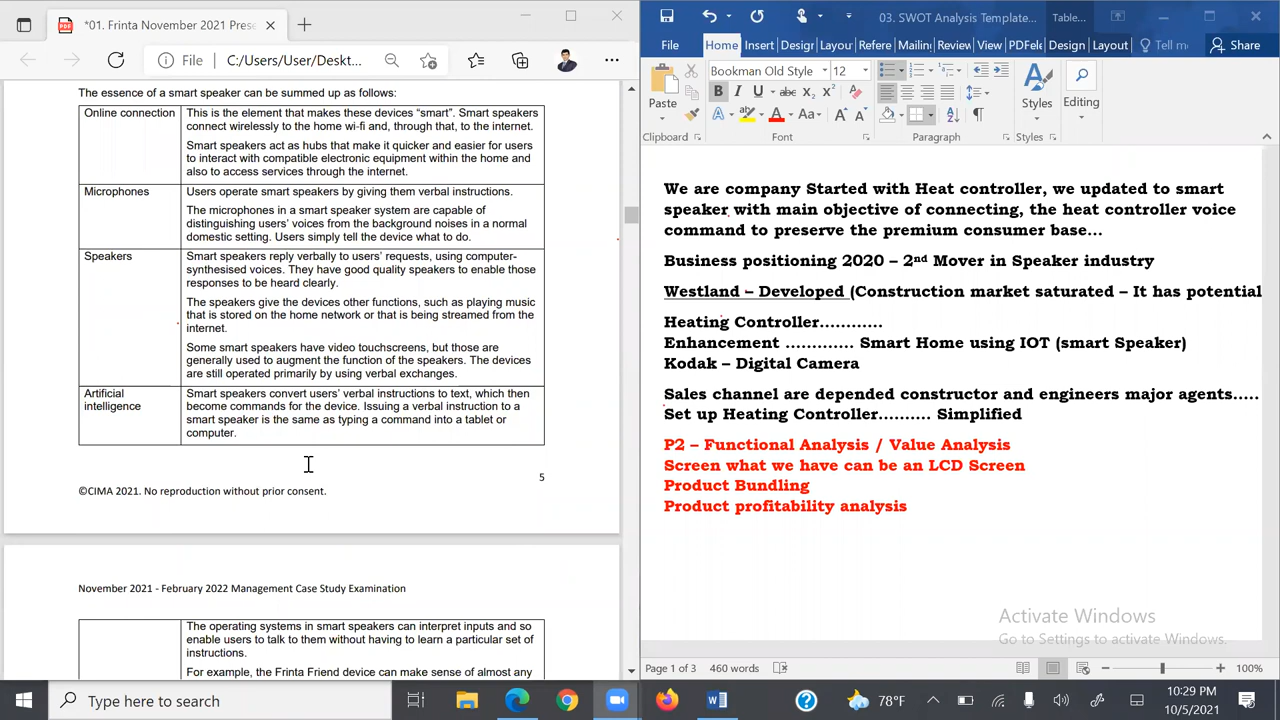 *01. Frinta November 2021 Prese
File
C:/Users/User/Deskt...
The essence of a smart speaker can be summed up as follows:
Online connection
This is the element that makes these devices "smart". Smart speakers
connect wirelessly to the home wi-fi and, through that, to the internet.
Smart speakers act as hubs that make it quicker and easier for users
to interact with compatible electronic equipment within the home and
also to access services through the internet.
Microphones
Users operate smart speakers by giving them verbal instructions.
The microphones in a smart speaker system are capable of
distinguishing users' voices from the background noises in a normal
domestic setting. Users simply tell the device what to do.
Speakers
Smart speakers reply verbally to users' requests, using computer-
synthesised voices. They have good quality speakers to enable those
responses to be heard clearly.
The speakers give the devices other functions, such as playing music
that is stored on the home network or that is being streamed from the
internet.
Some smart speakers have video touchscreens, but those are
generally used to augment the function of the speakers. The devices
are still operated primarily by using verbal exchanges.
Artificial
intelligence
Smart speakers convert users' verbal instructions to text, which then
become commands for the device. Issuing a verbal instruction to a
smart speaker is the same as typing a command into a tablet or
computer.
5
©CIMA 2021. No reproduction without prior consent.
November 2021 - February 2022 Management Case Study Examination
The operating systems in smart speakers can interpret inputs and so
enable users to talk to them without having to learn a particular set of
instructions.
For example, the Frinta Friend device can make sense of almost any
03. SWOT Analysis Template...
Table...
File Home Insert Desigr Layou Refere Mailin Review View PDFele Design Layout Tell me Share
Bookman Old Style 12
Paste
B I U abc x₂ x²
A Aa A A
Styles
Editing
Clipboard Font Paragraph Styles
We are company Started with Heat controller, we updated to smart
speaker with main objective of connecting, the heat controller voice
command to preserve the premium consumer base...
Business positioning 2020 – 2nd Mover in Speaker industry
Westland – Developed (Construction market saturated – It has potential
Heating Controller............
Enhancement ............. Smart Home using IOT (smart Speaker)
Kodak – Digital Camera
Sales channel are depended constructor and engineers major agents.....
Set up Heating Controller.......... Simplified
P2 – Functional Analysis / Value Analysis
Screen what we have can be an LCD Screen
Product Bundling
Product profitability analysis
Activate Windows
Go to Settings to activate Windows.
Page 1 of 3 460 words
100%
Type here to search
78°F
10:29 PM
10/5/2021